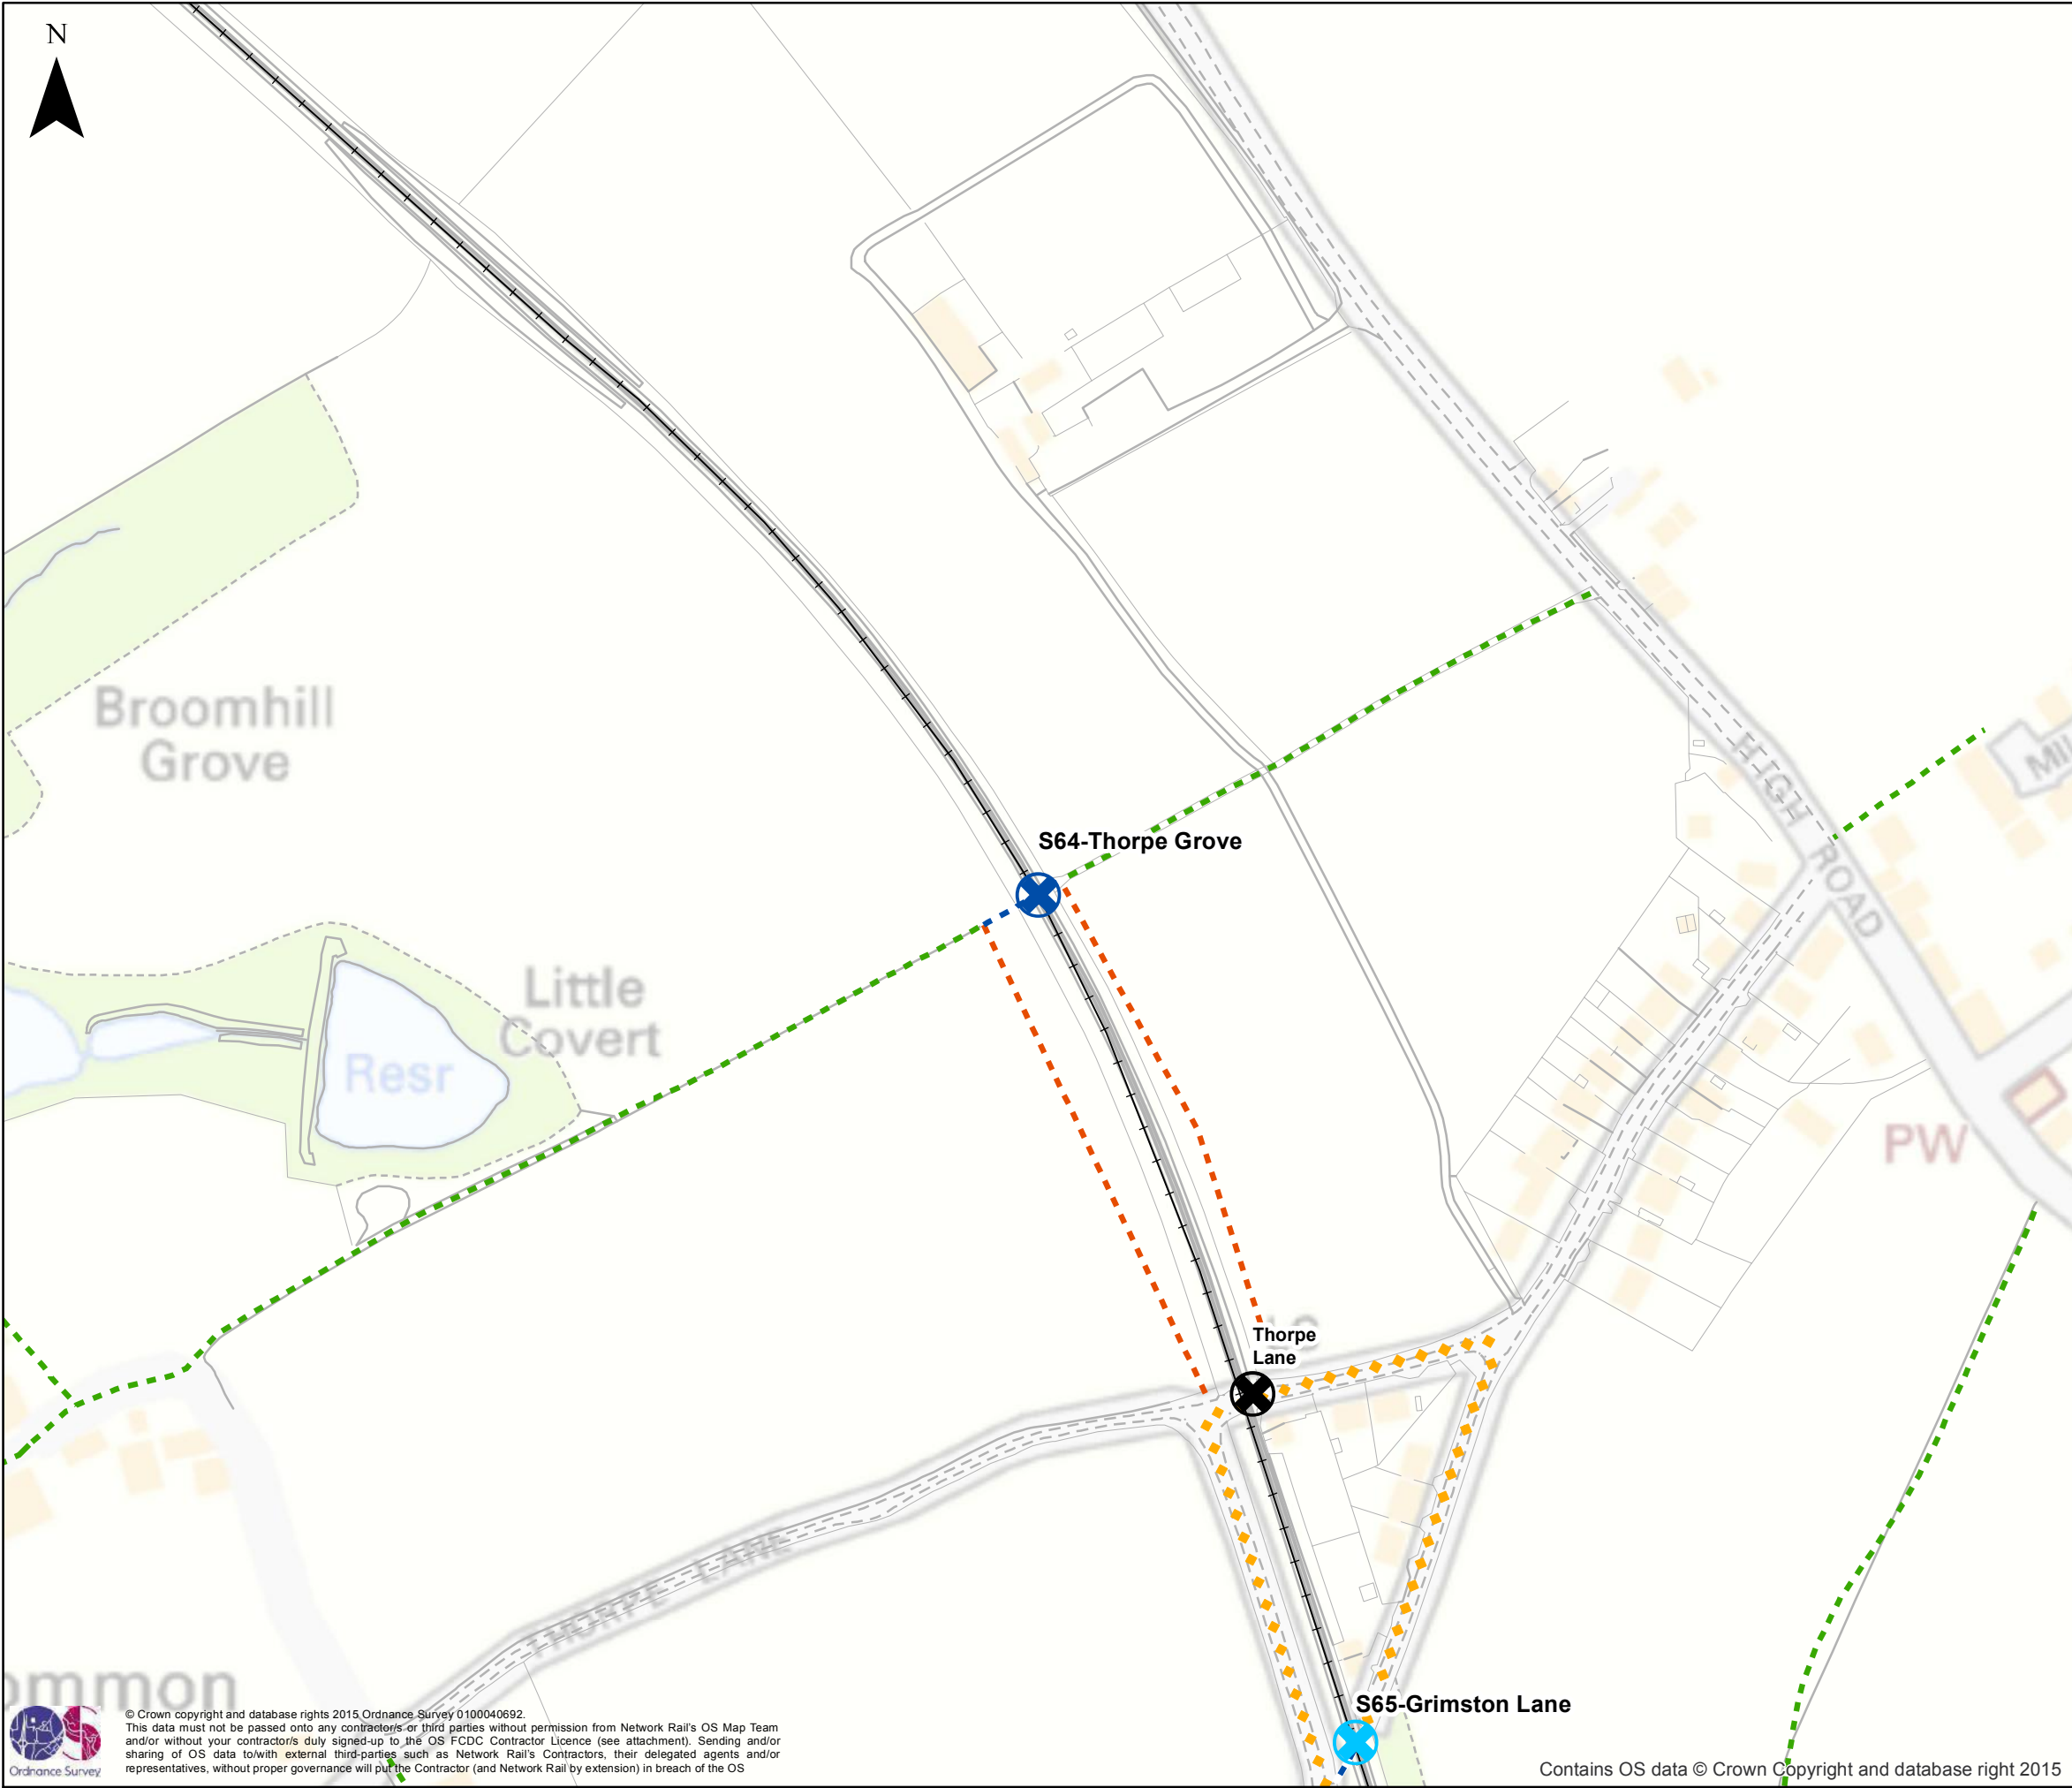 N
Broomhill
Grove
S64-Thorpe Grove
HIGH ROAD
Little
Covert
Resr
PW
Thorpe
Lane
THORPE LANE
S65-Grimston Lane
© Crown copyright and database rights 2015 Ordnance Survey 0100040692.
This data must not be passed onto any contractor/s or third parties without permission from Network Rail's OS Map Team
and/or without your contractor/s duly signed-up to the OS FCDC Contractor Licence (see attachment). Sending and/or
sharing of OS data to/with external third-parties such as Network Rail's Contractors, their delegated agents and/or
representatives, without proper governance will put the Contractor (and Network Rail by extension) in breach of the OS
Ordnance Survey
Contains OS data © Crown Copyright and database right 2015